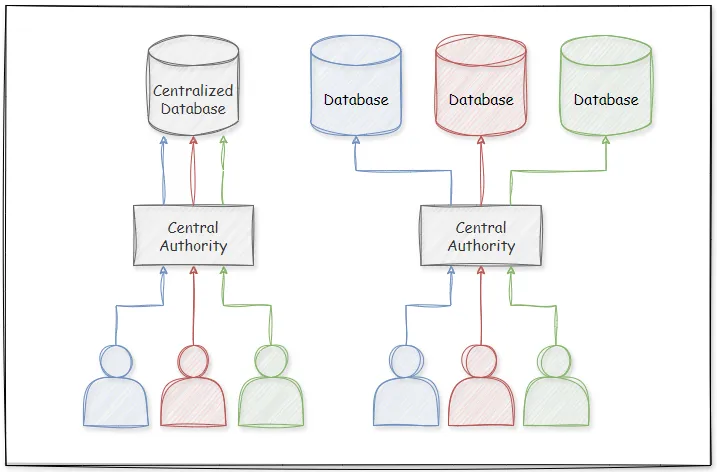 Centralized
Database
Database
Database
Database
Central
Authority
Central
Authority